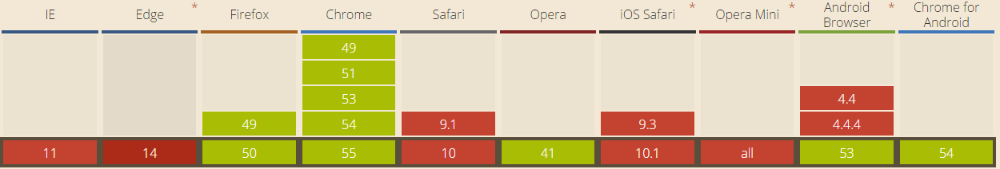 IE Edge * Firefox Chrome Safari Opera iOS Safari * Opera Mini * Android Browser * Chrome for Android
49
51
53 4.4
49 54 9.1 9.3 4.4.4
11 14 50 55 10 41 10.1 all 53 54